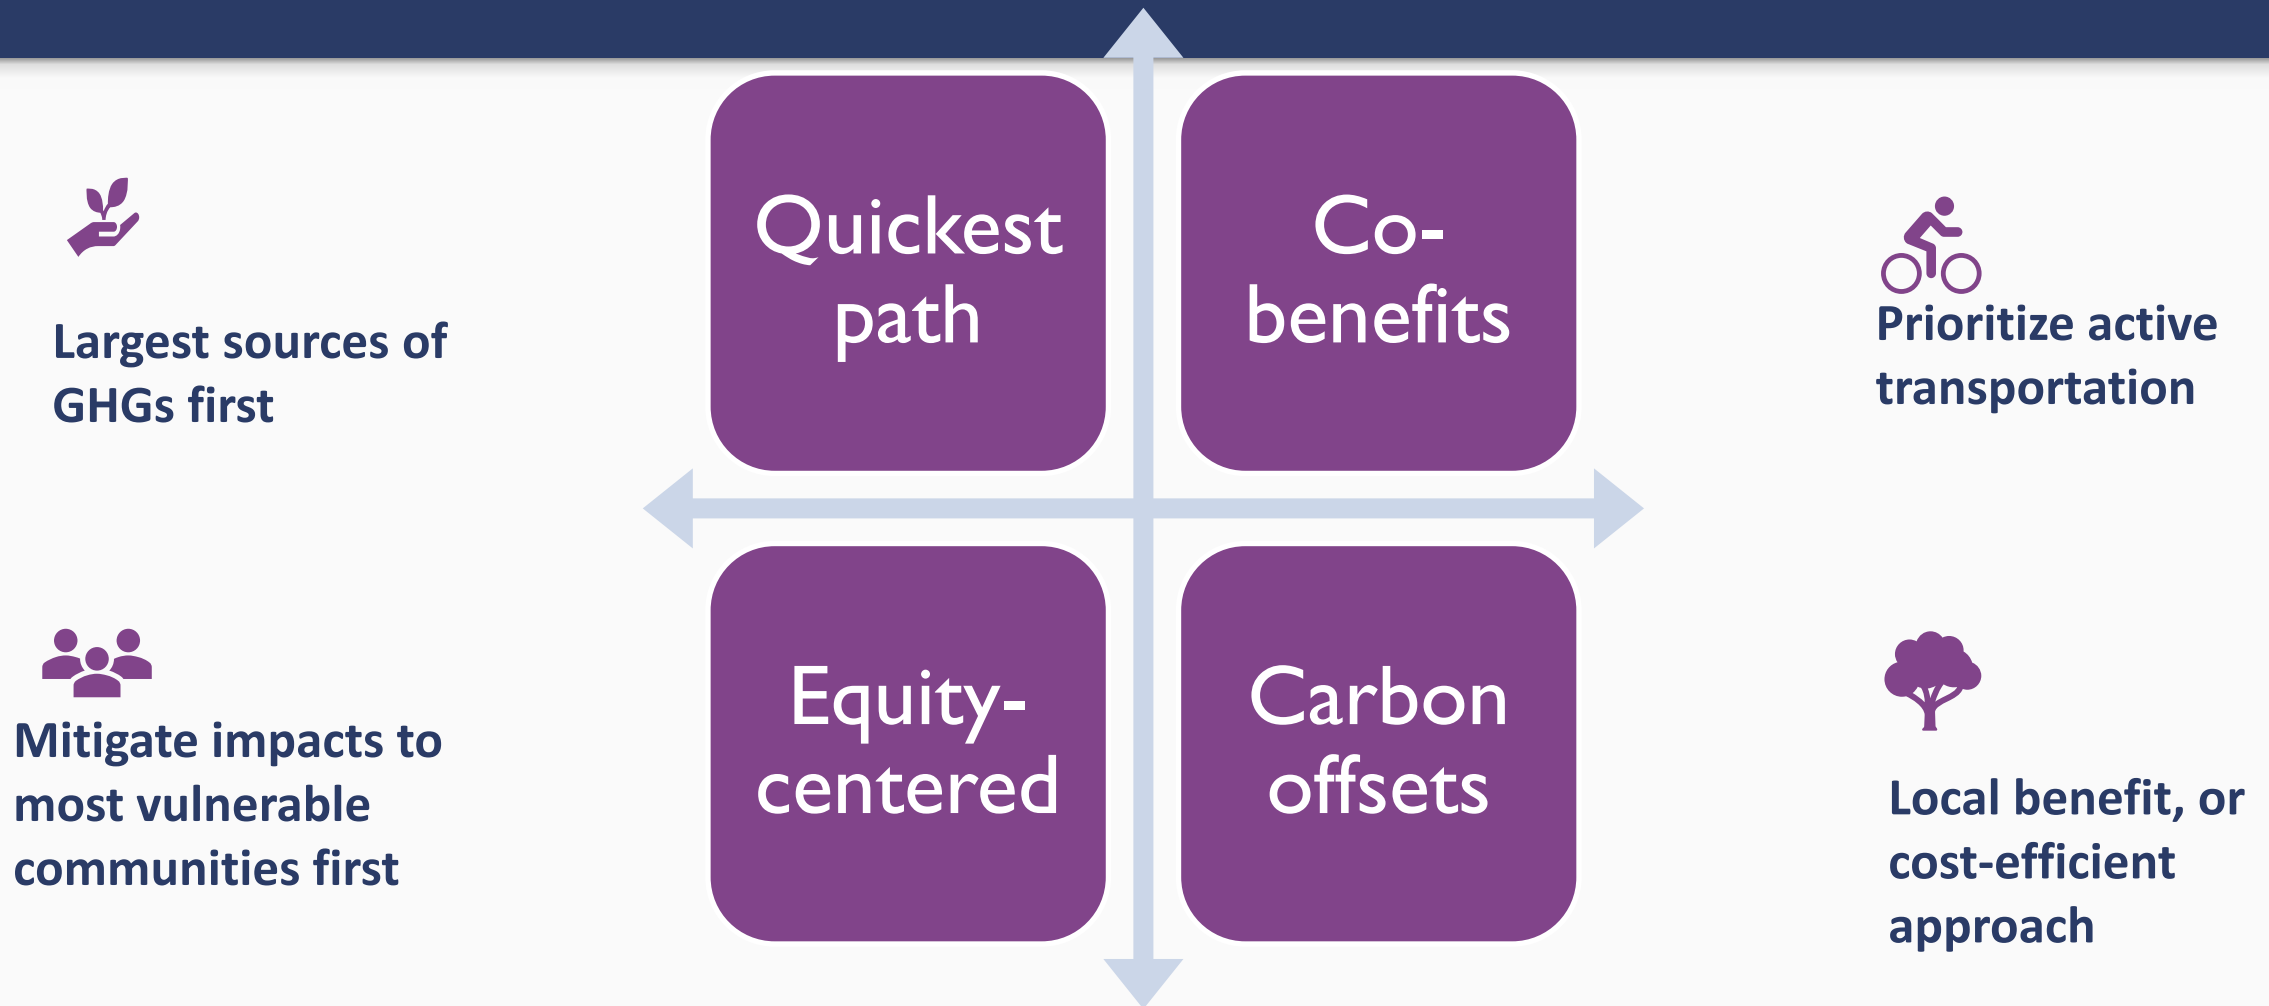 Largest sources of
GHGs first
Quickest
path
Co-
benefits
Prioritize active
transportation
Mitigate impacts to
most vulnerable
communities first
Equity-
centered
Carbon
offsets
Local benefit, or
cost-efficient
approach